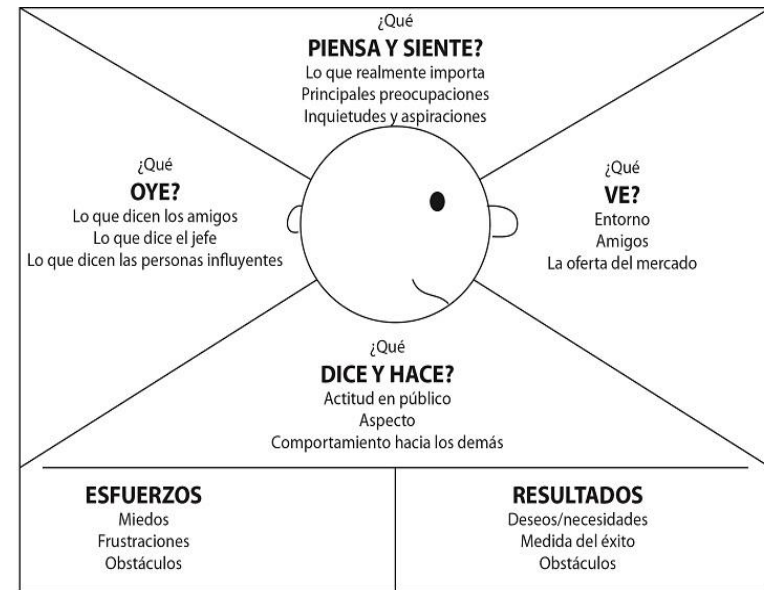 ¿Qué
PIENSA Y SIENTE?
Lo que realmente importa
Principales preocupaciones
Inquietudes y aspiraciones
¿Qué
OYE?
Lo que dicen los amigos
Lo que dice el jefe
Lo que dicen las personas influyentes
¿Qué
VE?
Entorno
Amigos
La oferta del mercado
¿Qué
DICE Y HACE?
Actitud en público
Aspecto
Comportamiento hacia los demás
ESFUERZOS
Miedos
Frustraciones
Obstáculos
RESULTADOS
Deseos/necesidades
Medida del éxito
Obstáculos